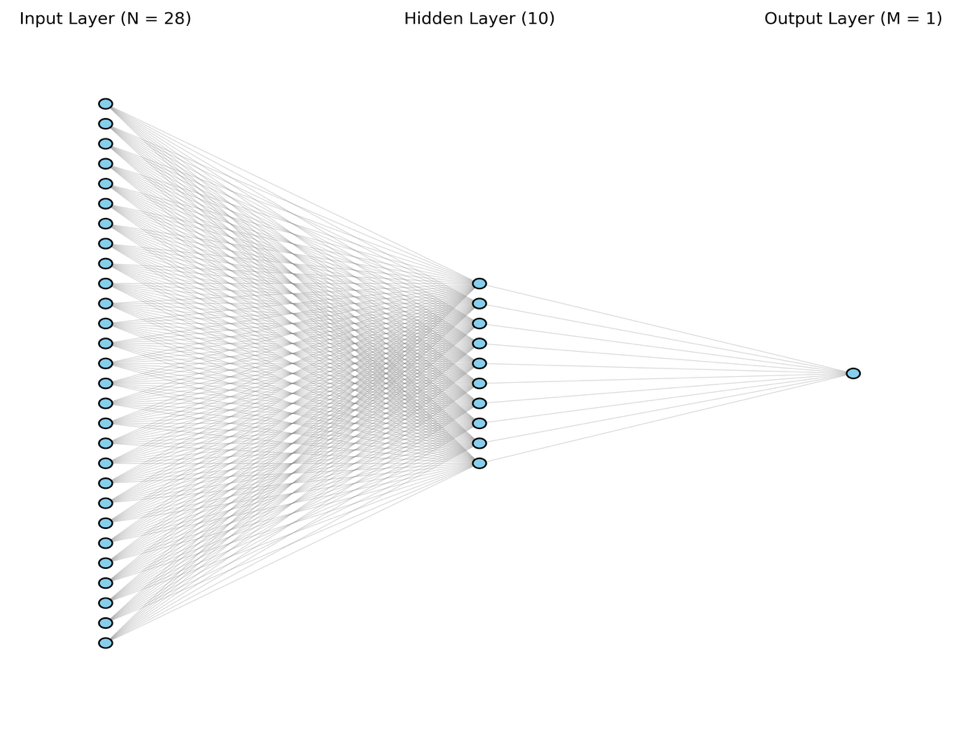 Input Layer (N = 28)
Hidden Layer (10)
Output Layer (M = 1)